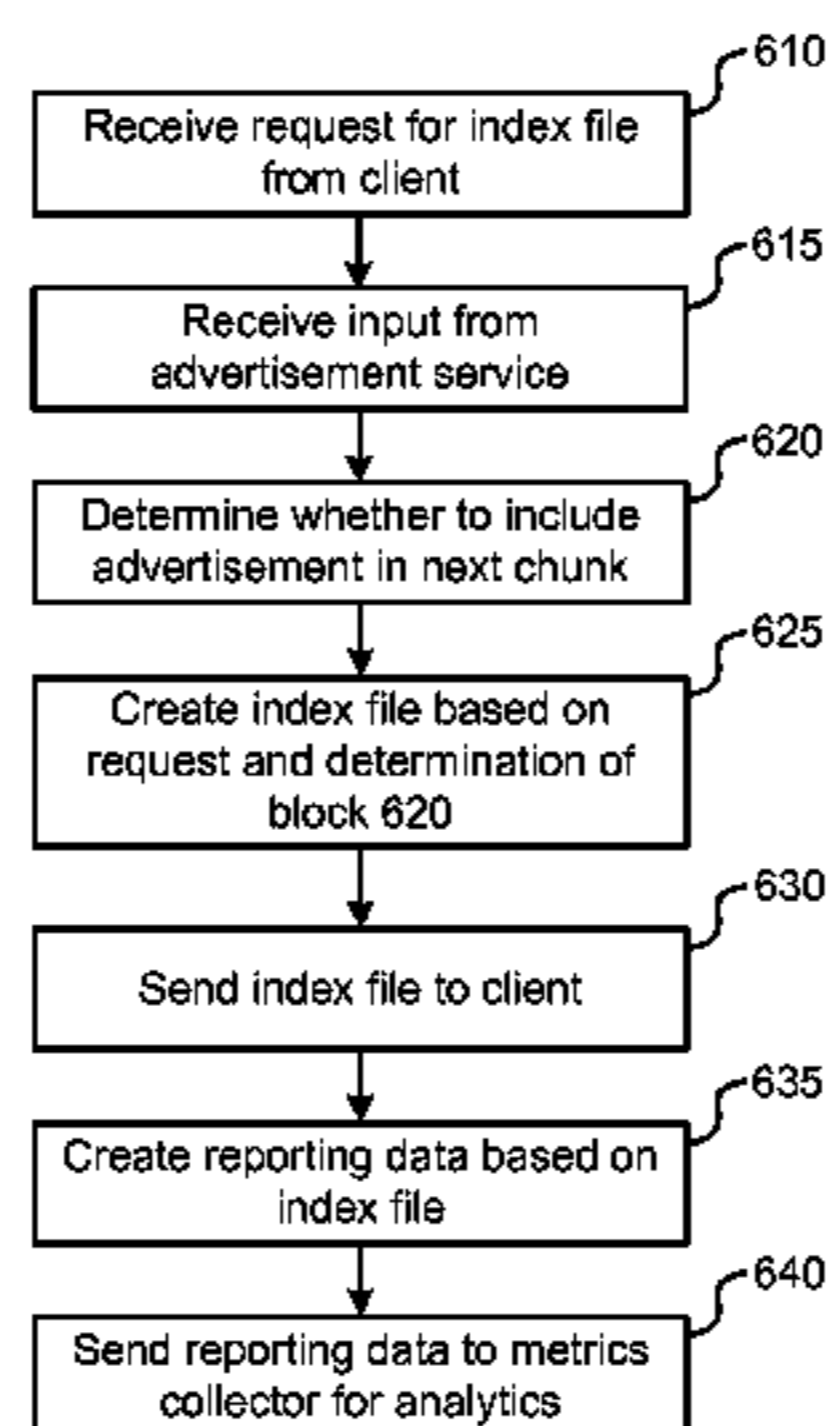 610
Receive request for index file
from client
615
Receive input from
advertisement service
620
Determine whether to include
advertisement in next chunk
625
Create index file based on
request and determination of
block 620
630
Send index file to client
635
Create reporting data based on
index file
640
Send reporting data to metrics
collector for analytics